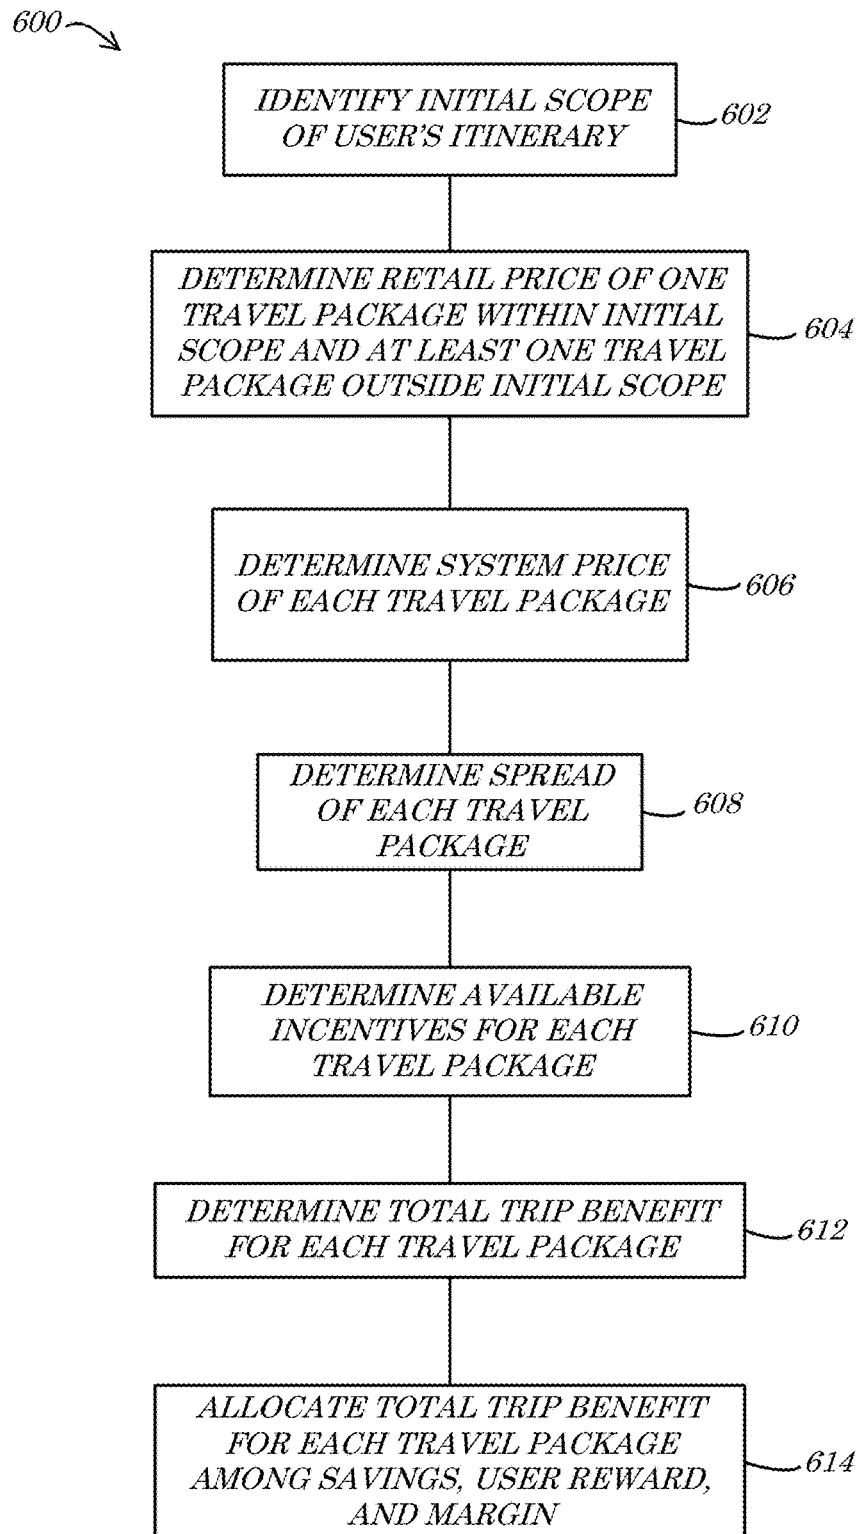 600
IDENTIFY INITIAL SCOPE
OF USER'S ITINERARY
602
DETERMINE RETAIL PRICE OF ONE
TRAVEL PACKAGE WITHIN INITIAL
SCOPE AND AT LEAST ONE TRAVEL
PACKAGE OUTSIDE INITIAL SCOPE
604
DETERMINE SYSTEM PRICE
OF EACH TRAVEL PACKAGE
606
DETERMINE SPREAD
OF EACH TRAVEL
PACKAGE
608
DETERMINE AVAILABLE
INCENTIVES FOR EACH
TRAVEL PACKAGE
610
DETERMINE TOTAL TRIP BENEFIT
FOR EACH TRAVEL PACKAGE
612
ALLOCATE TOTAL TRIP BENEFIT
FOR EACH TRAVEL PACKAGE
AMONG SAVINGS, USER REWARD,
AND MARGIN
614